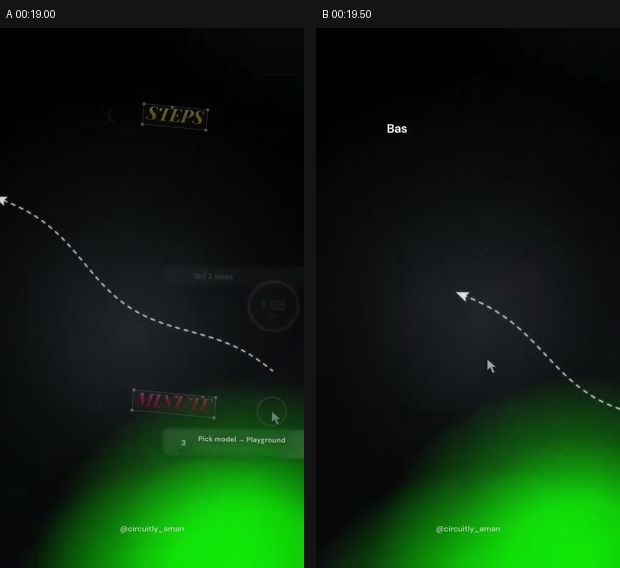 A 00:19.00
STEPS
Sirf 3 steps
1:58
MINUTE
3 Pick model → Playground
@circuitly_aman
B 00:19.50
Bas
@circuitly_aman